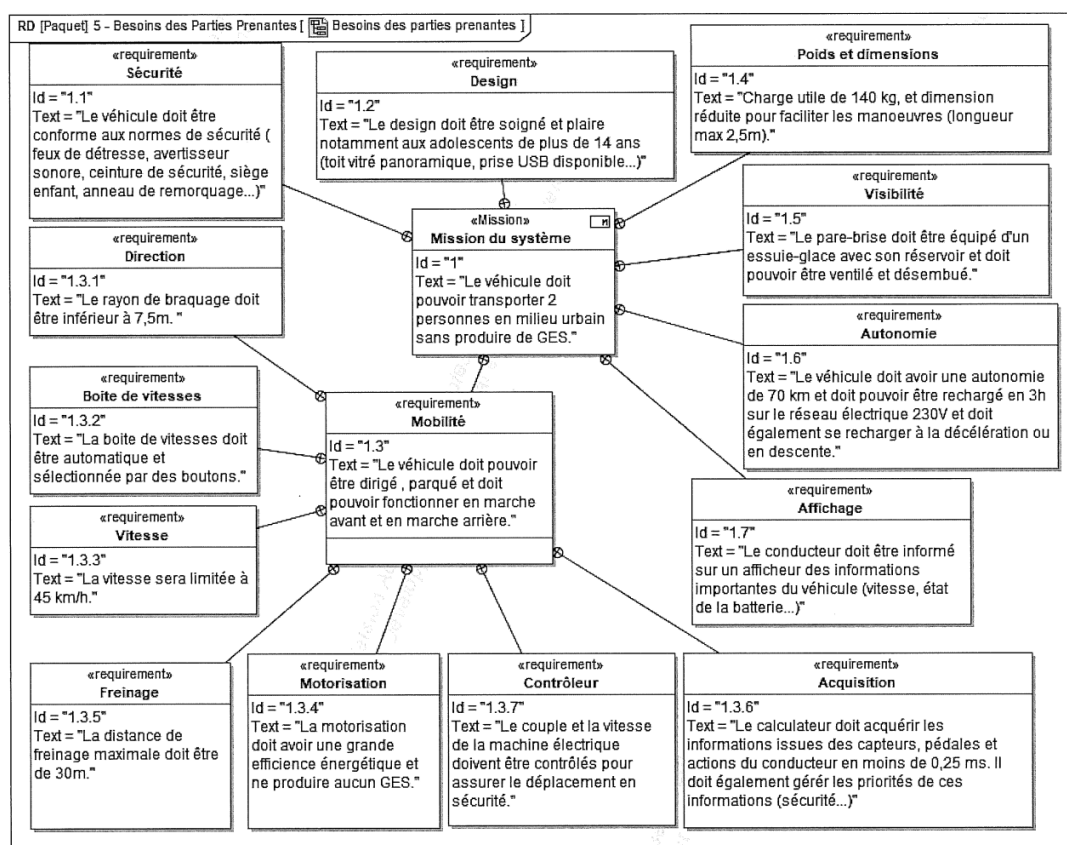 RD [Paquet] 5 - Besoins des Parties Prenantes [ Besoins des parties prenantes ]
«requirement»
Sécurité
Id = "1.1"
Text = "Le véhicule doit être
conforme aux normes de sécurité (
feux de détresse, avertisseur
sonore, ceinture de sécurité, siège
enfant, anneau de remorquage...)"
«requirement»
Design
Id = "1.2"
Text = "Le design doit être soigné et plaire
notamment aux adolescents de plus de 14 ans
(toit vitré panoramique, prise USB disponible...)"
«requirement»
Poids et dimensions
Id = "1.4"
Text = "Charge utile de 140 kg, et dimension
réduite pour faciliter les manoeuvres (longueur
max 2,5m)."
«Mission»
Mission du système
Id = "1"
Text = "Le véhicule doit
pouvoir transporter 2
personnes en milieu urbain
sans produire de GES."
«requirement»
Visibilité
Id = "1.5"
Text = "Le pare-brise doit être équipé d'un
essuie-glace avec son réservoir et doit
pouvoir être ventilé et désembué."
«requirement»
Direction
Id = "1.3.1"
Text = "Le rayon de braquage doit
être inférieur à 7,5m. "
«requirement»
Autonomie
Id = "1.6"
Text = "Le véhicule doit avoir une autonomie
de 70 km et doit pouvoir être rechargé en 3h
sur le réseau électrique 230V et doit
également se recharger à la décélération ou
en descente."
«requirement»
Boite de vitesses
Id = "1.3.2"
Text = "La boite de vitesses doit
être automatique et
sélectionnée par des boutons."
«requirement»
Mobilité
Id = "1.3"
Text = "Le véhicule doit pouvoir
être dirigé , parqué et doit
pouvoir fonctionner en marche
avant et en marche arrière."
«requirement»
Vitesse
Id = "1.3.3"
Text = "La vitesse sera limitée à
45 km/h."
«requirement»
Affichage
Id = "1.7"
Text = "Le conducteur doit être informé
sur un afficheur des informations
importantes du véhicule (vitesse, état
de la batterie...)"
«requirement»
Freinage
Id = "1.3.5"
Text = "La distance de
freinage maximale doit être
de 30m."
«requirement»
Motorisation
Id = "1.3.4"
Text = "La motorisation
doit avoir une grande
efficience énergétique et
ne produire aucun GES."
«requirement»
Contrôleur
Id = "1.3.7"
Text = "Le couple et la vitesse
de la machine électrique
doivent être contrôlés pour
assurer le déplacement en
sécurité."
«requirement»
Acquisition
Id = "1.3.6"
Text = "Le calculateur doit acquérir les
informations issues des capteurs, pédales et
actions du conducteur en moins de 0,25 ms. Il
doit également gérér les priorités de ces
informations (sécurité...)"